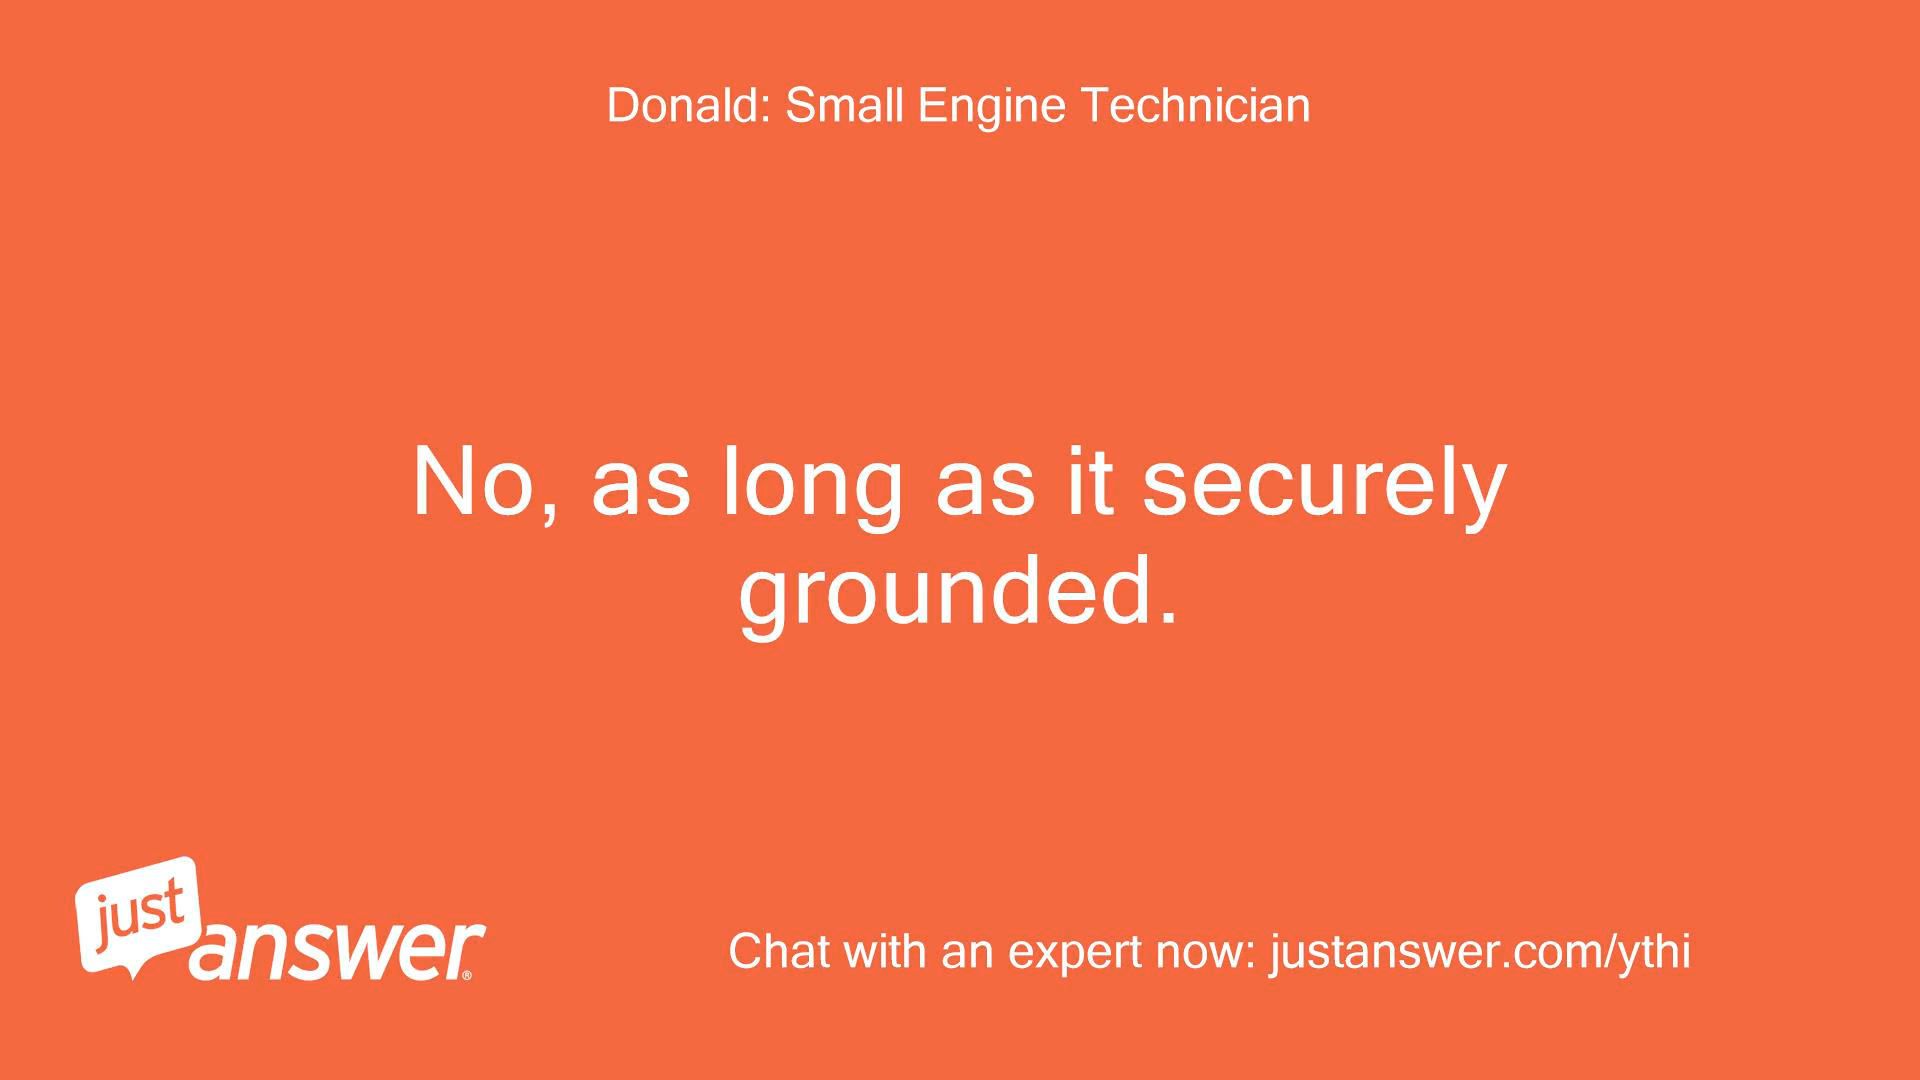 Donald: Small Engine Technician
No, as long as it securely
grounded.
just
answer®
Chat with an expert now: justanswer.com/ythi